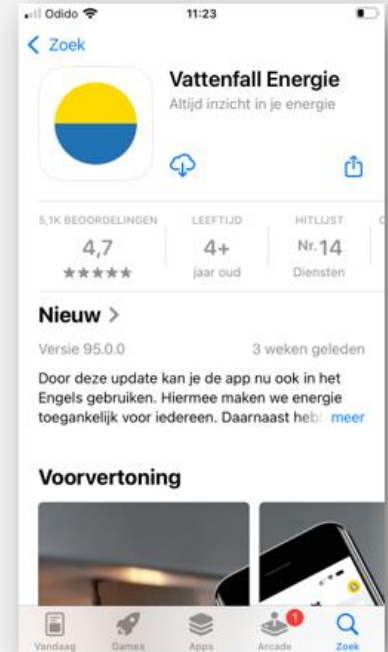 Odido
11:23
Zoek
Vattenfall Energie
Altijd inzicht in je energie
5,1K BEOORDELINGEN
LEEFTIJD
HITLIJST
4,7
4+
Nr. 14
★★★★★
jaar oud
Diensten
Nieuw >
Versie 95.0.0
3 weken geleden
Door deze update kan je de app nu ook in het
Engels gebruiken. Hiermee maken we energie
toegankelijk voor iedereen. Daarnaast meer
Voorvertoning
1
Vandaag
Games
Apps
Arcade
Zoek